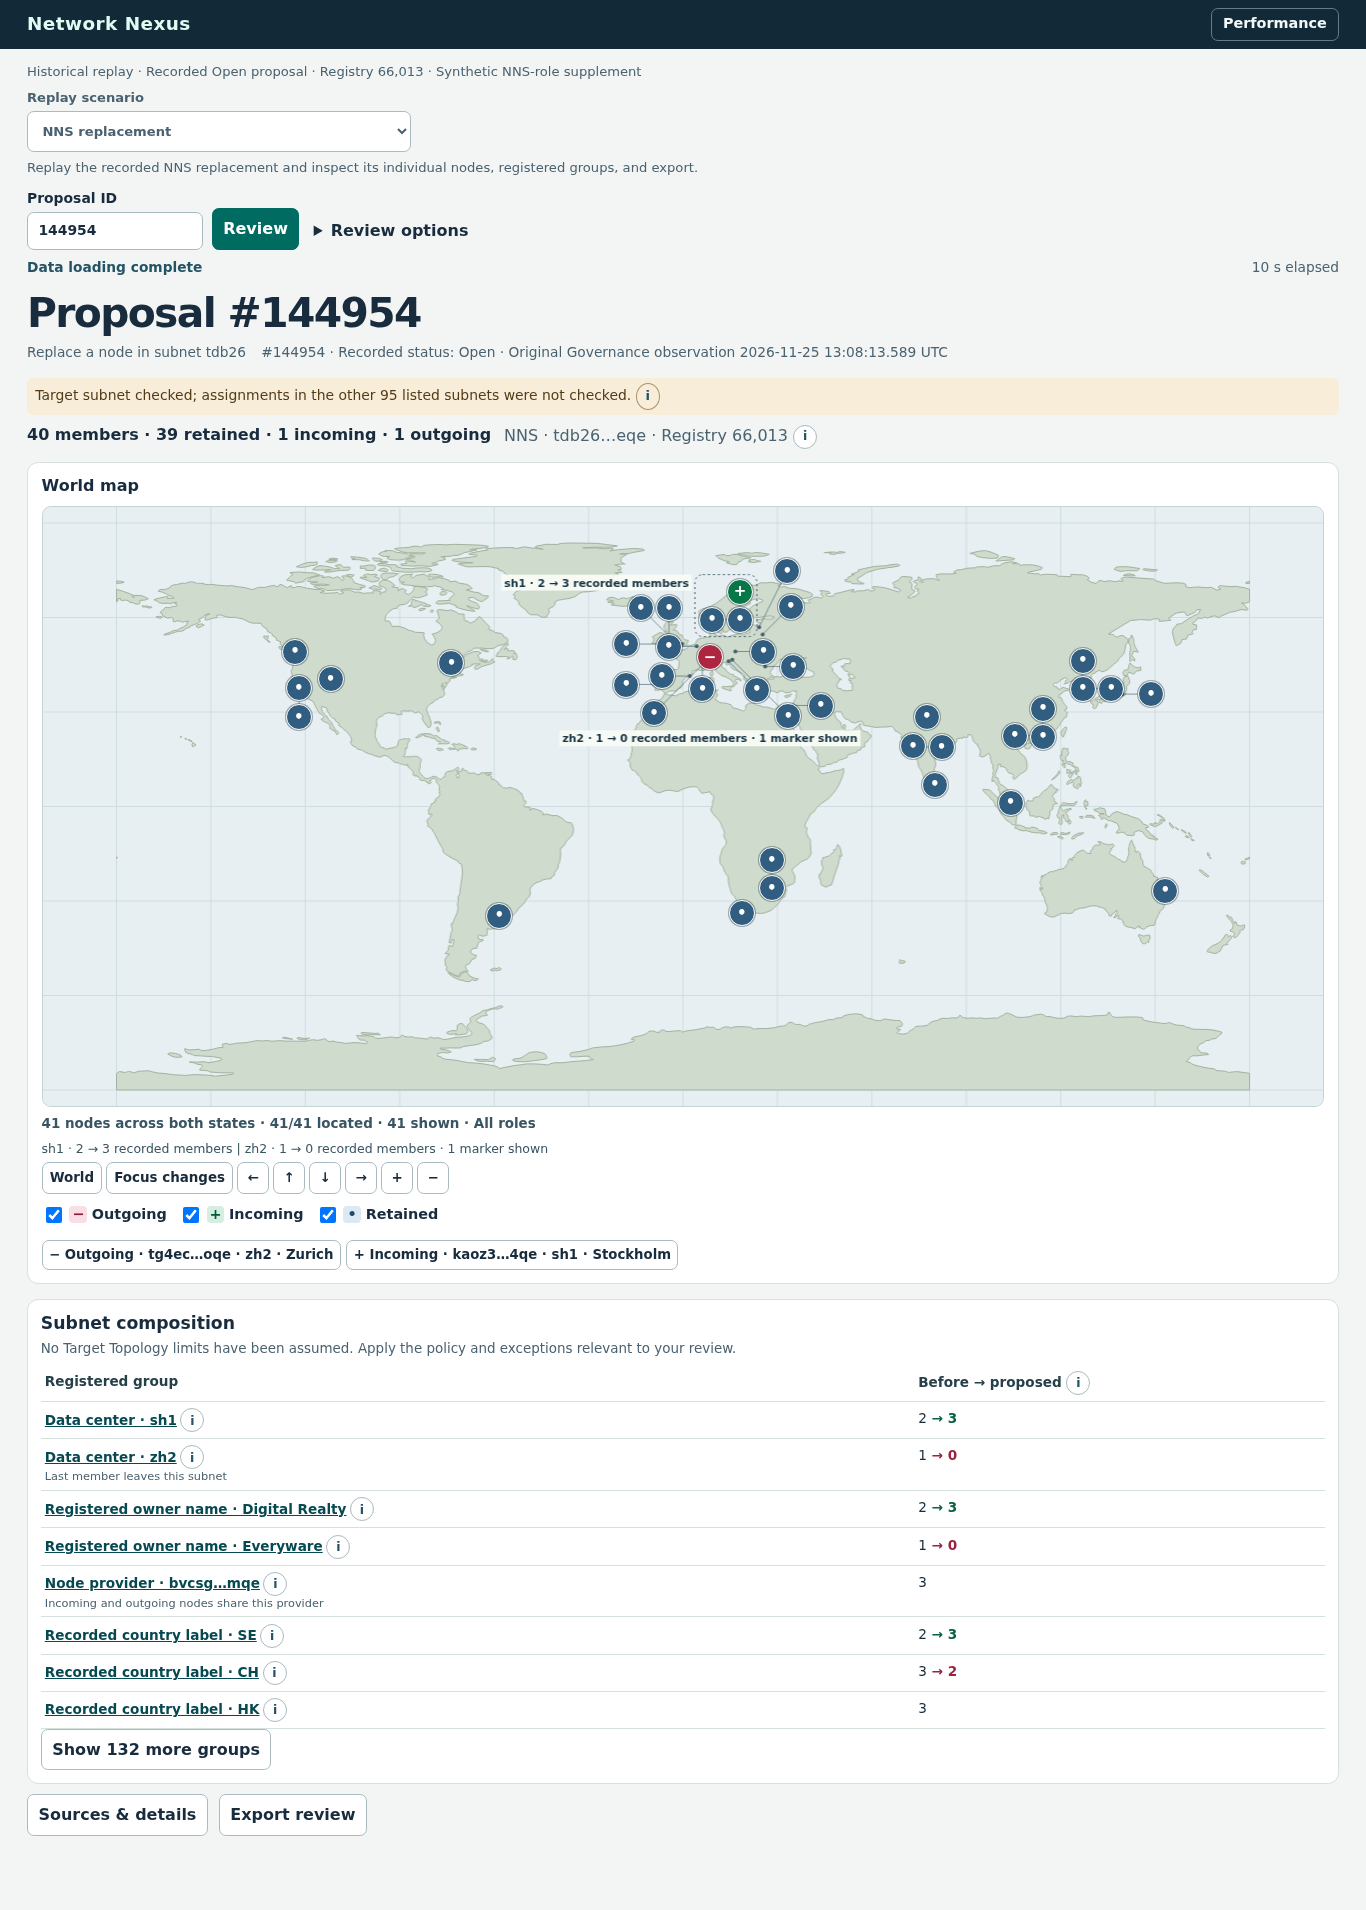 Network Nexus
Performance
Historical replay · Recorded Open proposal · Registry 66,013 · Synthetic NNS-role supplement
Replay scenario
NNS replacement
Replay the recorded NNS replacement and inspect its individual nodes, registered groups, and export.
Proposal ID
144954
Review
▶ Review options
Data loading complete
10 s elapsed
Proposal #144954
Replace a node in subnet tdb26 #144954 · Recorded status: Open · Original Governance observation 2026-11-25 13:08:13.589 UTC
Target subnet checked; assignments in the other 95 listed subnets were not checked. i
40 members · 39 retained · 1 incoming · 1 outgoing NNS · tdb26…eqe · Registry 66,013 i
World map
sh1 · 2 → 3 recorded members
+
−
zh2 · 1 → 0 recorded members · 1 marker shown
41 nodes across both states · 41/41 located · 41 shown · All roles
sh1 · 2 → 3 recorded members | zh2 · 1 → 0 recorded members · 1 marker shown
World Focus changes ← ↑ ↓ → + −
− Outgoing + Incoming • Retained
− Outgoing · tg4ec…oqe · zh2 · Zurich + Incoming · kaoz3…4qe · sh1 · Stockholm
Subnet composition
No Target Topology limits have been assumed. Apply the policy and exceptions relevant to your review.
Registered group Before → proposed i
Data center · sh1 i 2 → 3
Data center · zh2 i 1 → 0
Last member leaves this subnet
Registered owner name · Digital Realty i 2 → 3
Registered owner name · Everyware i 1 → 0
Node provider · bvcsg…mqe i 3
Incoming and outgoing nodes share this provider
Recorded country label · SE i 2 → 3
Recorded country label · CH i 3 → 2
Recorded country label · HK i 3
Show 132 more groups
Sources & details Export review